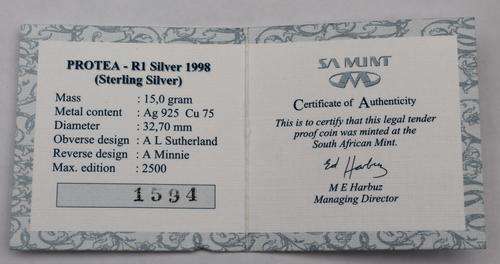 PROTEA - R1 Silver 1998
(Sterling Silver)
Mass : 15,0 gram
Metal content : Ag 925 Cu 75
Diameter : 32,70 mm
Obverse design : A L Sutherland
Reverse design : A Minnie
Max. edition : 2500
1594
SA MINT
Certificate of Authenticity
This is to certify that this legal tender
proof coin was minted at the
South African Mint.
Ed Harbuz
M E Harbuz
Managing Director